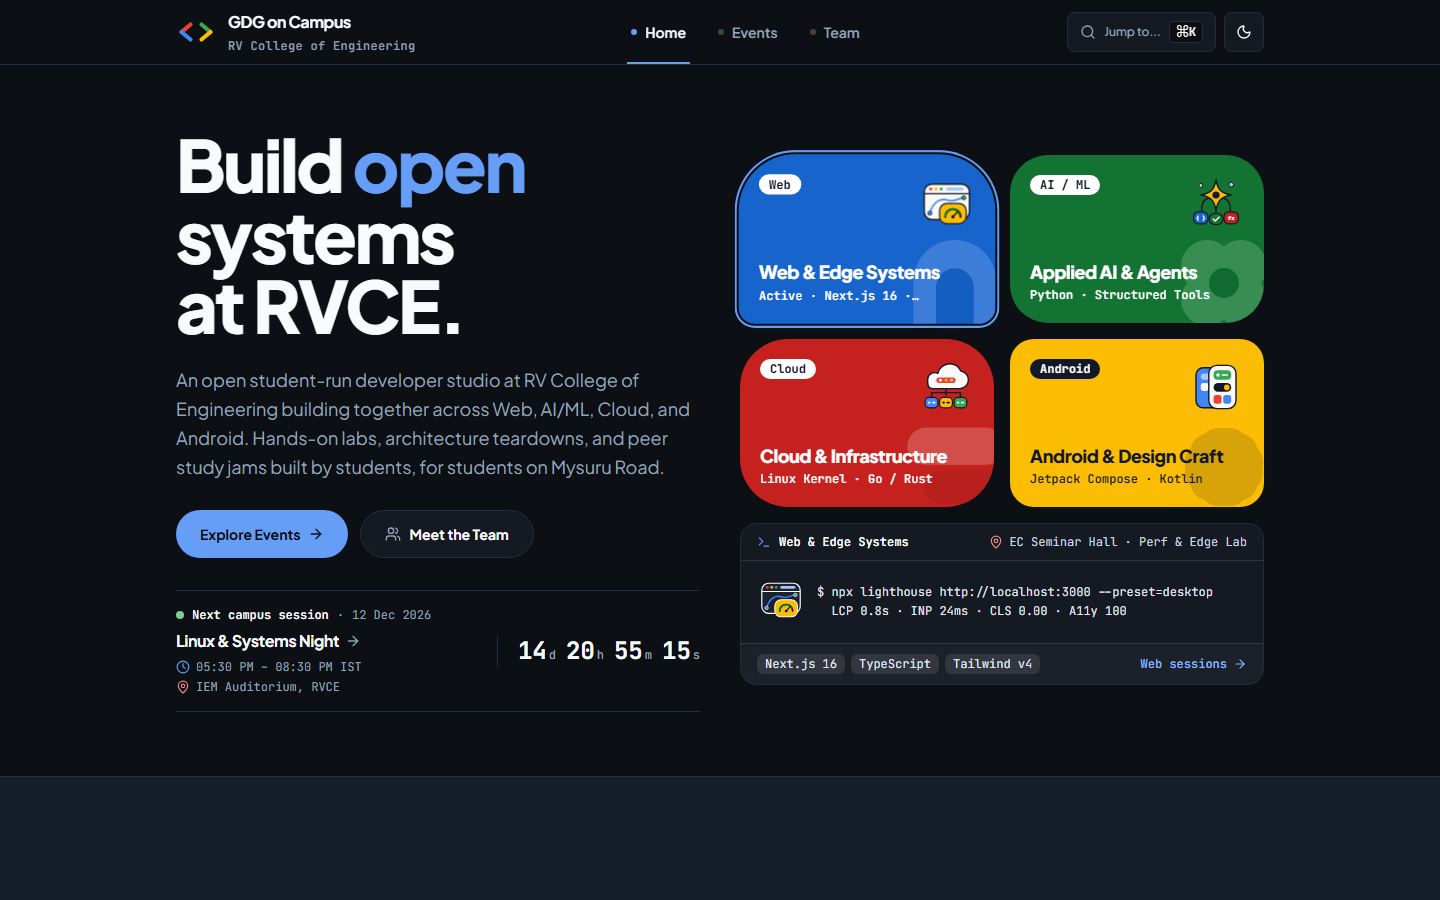 GDG on Campus
RV College of Engineering
Home
Events
Team
Jump to...
⌘K
Build open
systems
at RVCE.
An open student-run developer studio at RV College of
Engineering building together across Web, AI/ML, Cloud, and
Android. Hands-on labs, architecture teardowns, and peer
study jams built by students, for students on Mysuru Road.
Explore Events →
Meet the Team
Next campus session · 12 Dec 2026
Linux & Systems Night →
05:30 PM – 08:30 PM IST
IEM Auditorium, RVCE
14d 20h 55m 15s
Web
Web & Edge Systems
Active · Next.js 16 ·…
AI / ML
Applied AI & Agents
Python · Structured Tools
Cloud
Cloud & Infrastructure
Linux Kernel · Go / Rust
Android
Android & Design Craft
Jetpack Compose · Kotlin
Web & Edge Systems
EC Seminar Hall · Perf & Edge Lab
$ npx lighthouse http://localhost:3000 --preset=desktop
LCP 0.8s · INP 24ms · CLS 0.00 · A11y 100
Next.js 16
TypeScript
Tailwind v4
Web sessions →